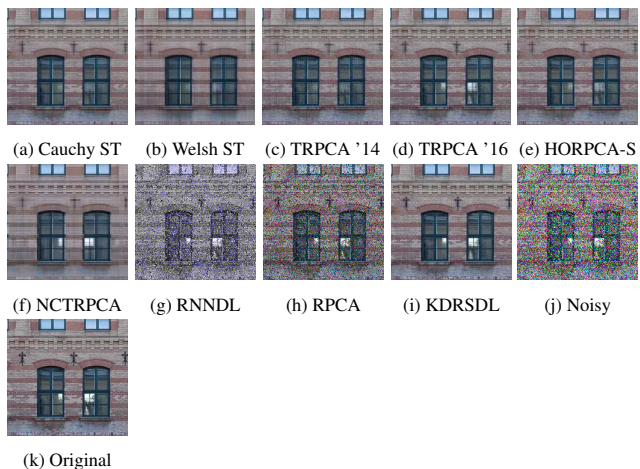 (a) Cauchy ST (b) Welsh ST (c) TRPCA '14 (d) TRPCA '16 (e) HORPCA-S
(f) NCTRPCA (g) RNNDL (h) RPCA (i) KDRSDL (j) Noisy
(k) Original